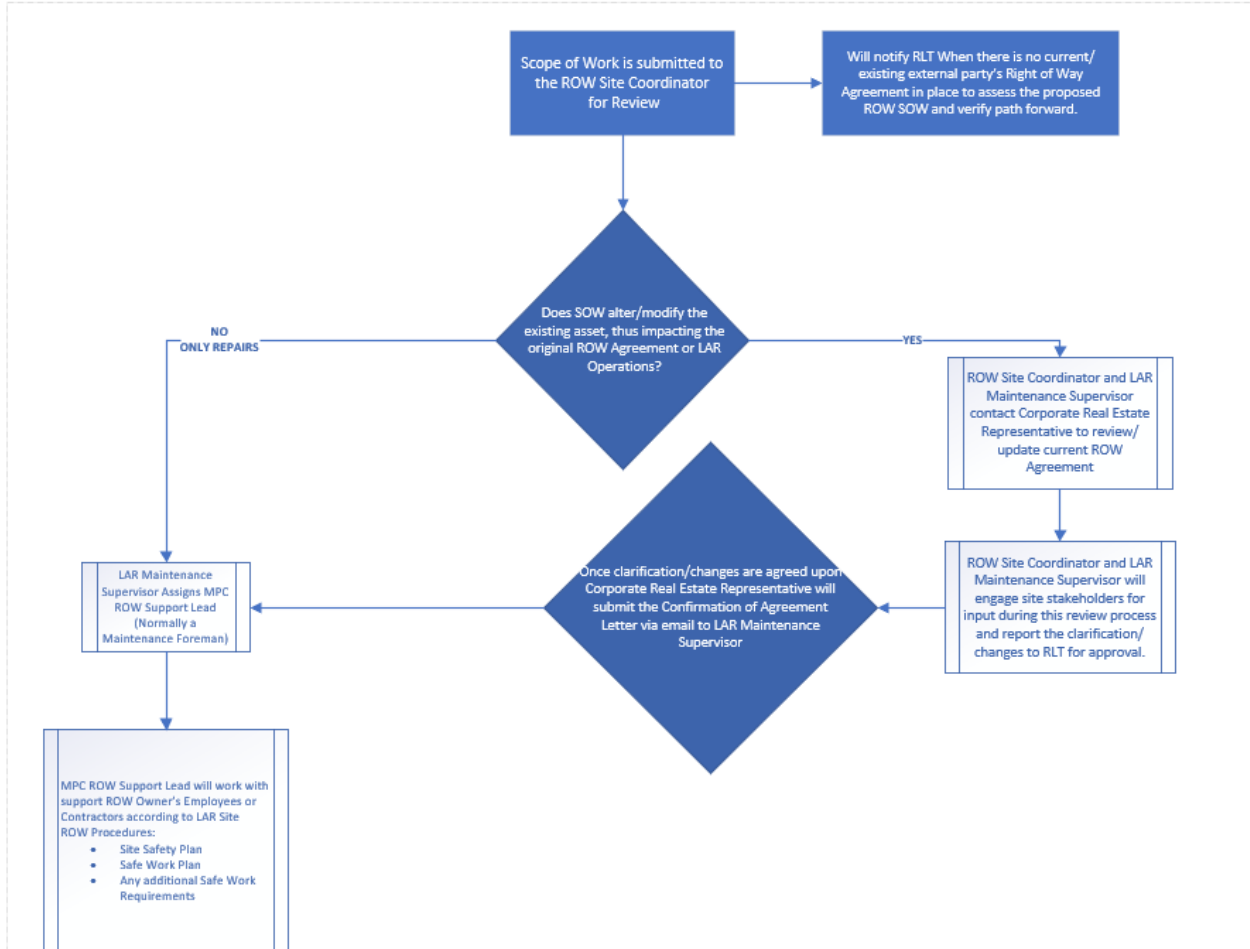 Scope of Work is submitted to
the ROW Site Coordinator
for Review
Will notify RLT When there is no current/
existing external party's Right of Way
Agreement in place to assess the proposed
ROW SOW and verify path forward.
Does SOW alter/modify the
existing asset, thus impacting the
original ROW Agreement or LAR
Operations?
NO
ONLY REPAIRS
YES
ROW Site Coordinator and LAR
Maintenance Supervisor
contact Corporate Real Estate
Representative to review/
update current ROW
Agreement
ROW Site Coordinator and LAR
Maintenance Supervisor will
engage site stakeholders for
input during this review process
and report the clarification/
changes to RLT for approval.
Once clarification/changes are agreed upon
Corporate Real Estate Representative will
submit the Confirmation of Agreement
Letter via email to LAR Maintenance
Supervisor
LAR Maintenance
Supervisor Assigns MPC
ROW Support Lead
(Normally a
Maintenance Foreman)
MPC ROW Support Lead will work with
support ROW Owner's Employees or
Contractors according to LAR Site
ROW Procedures:
• Site Safety Plan
• Safe Work Plan
• Any additional Safe Work
Requirements